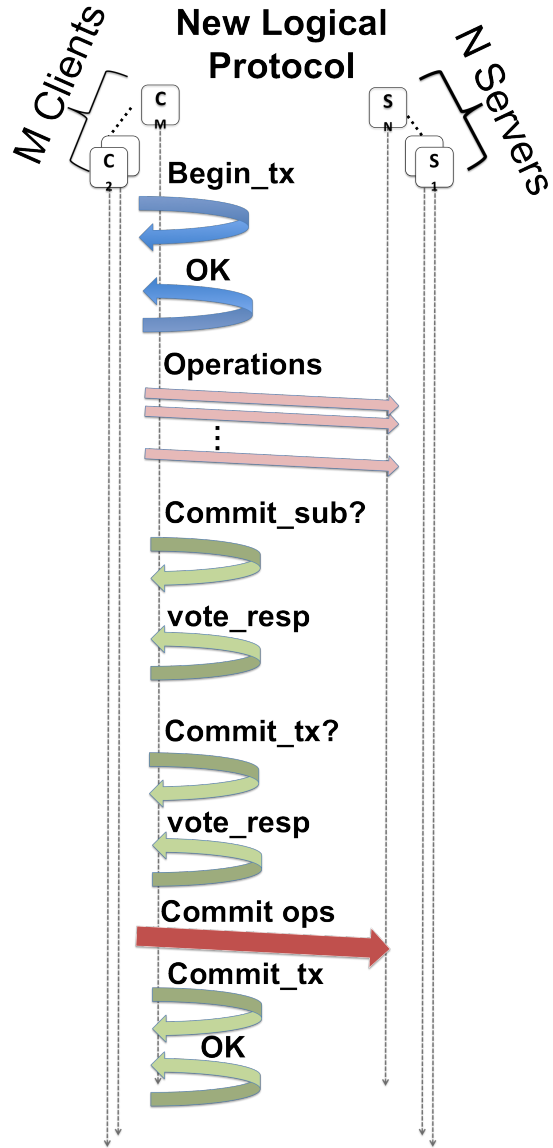 New Logical
Protocol
M Clients
N Servers
C
M
S
N
C
2
S
1
Begin_tx
OK
Operations
Commit_sub?
vote_resp
Commit_tx?
vote_resp
Commit ops
Commit_tx
OK